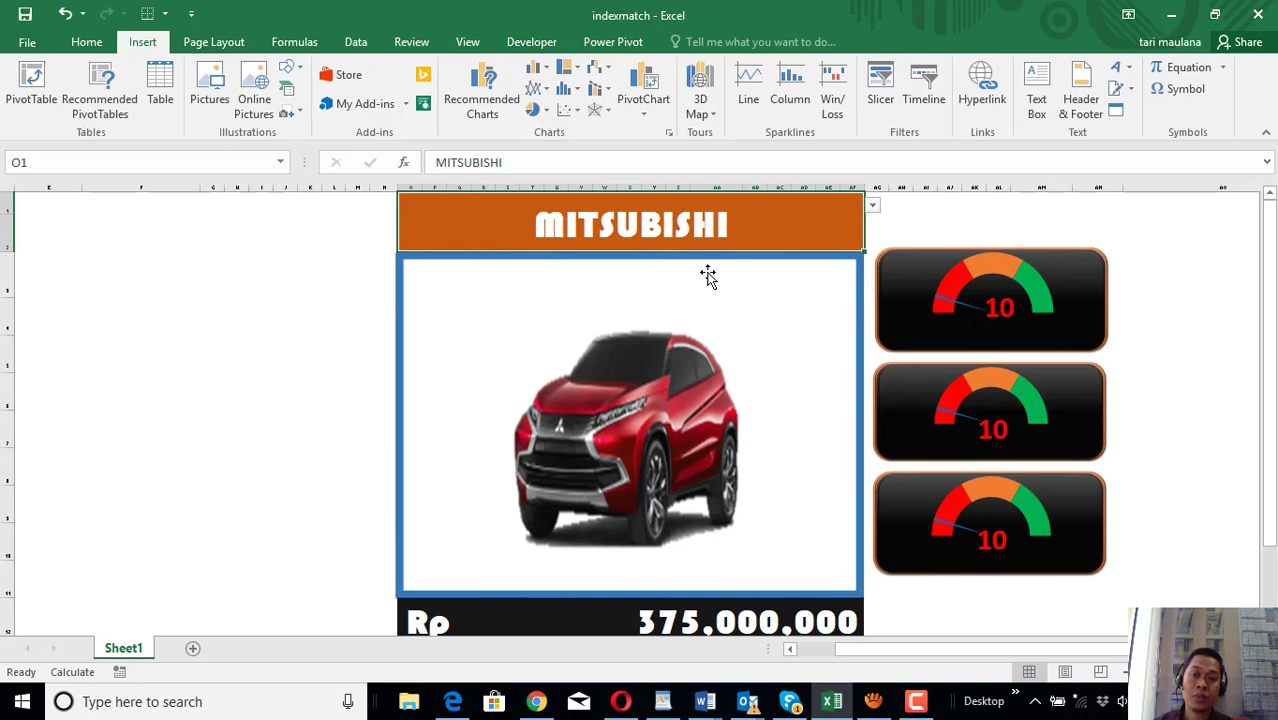 indexmatch - Excel
File Home Insert Page Layout Formulas Data Review View Developer Power Pivot Tell me what you want to do... tari maulana Share
PivotTable
Recommended PivotTables
Table
Tables
Pictures
Online Pictures
Illustrations
Store
My Add-ins
Add-ins
Recommended Charts
PivotChart
Charts
3D Map
Tours
Line
Column
Win/ Loss
Sparklines
Slicer
Timeline
Filters
Hyperlink
Links
Text Box
Header & Footer
Text
Equation
Symbol
Symbols
O1
fx
MITSUBISHI
MITSUBISHI
10
10
10
Rp 375,000,000
Sheet1
Ready Calculate
Type here to search
Desktop